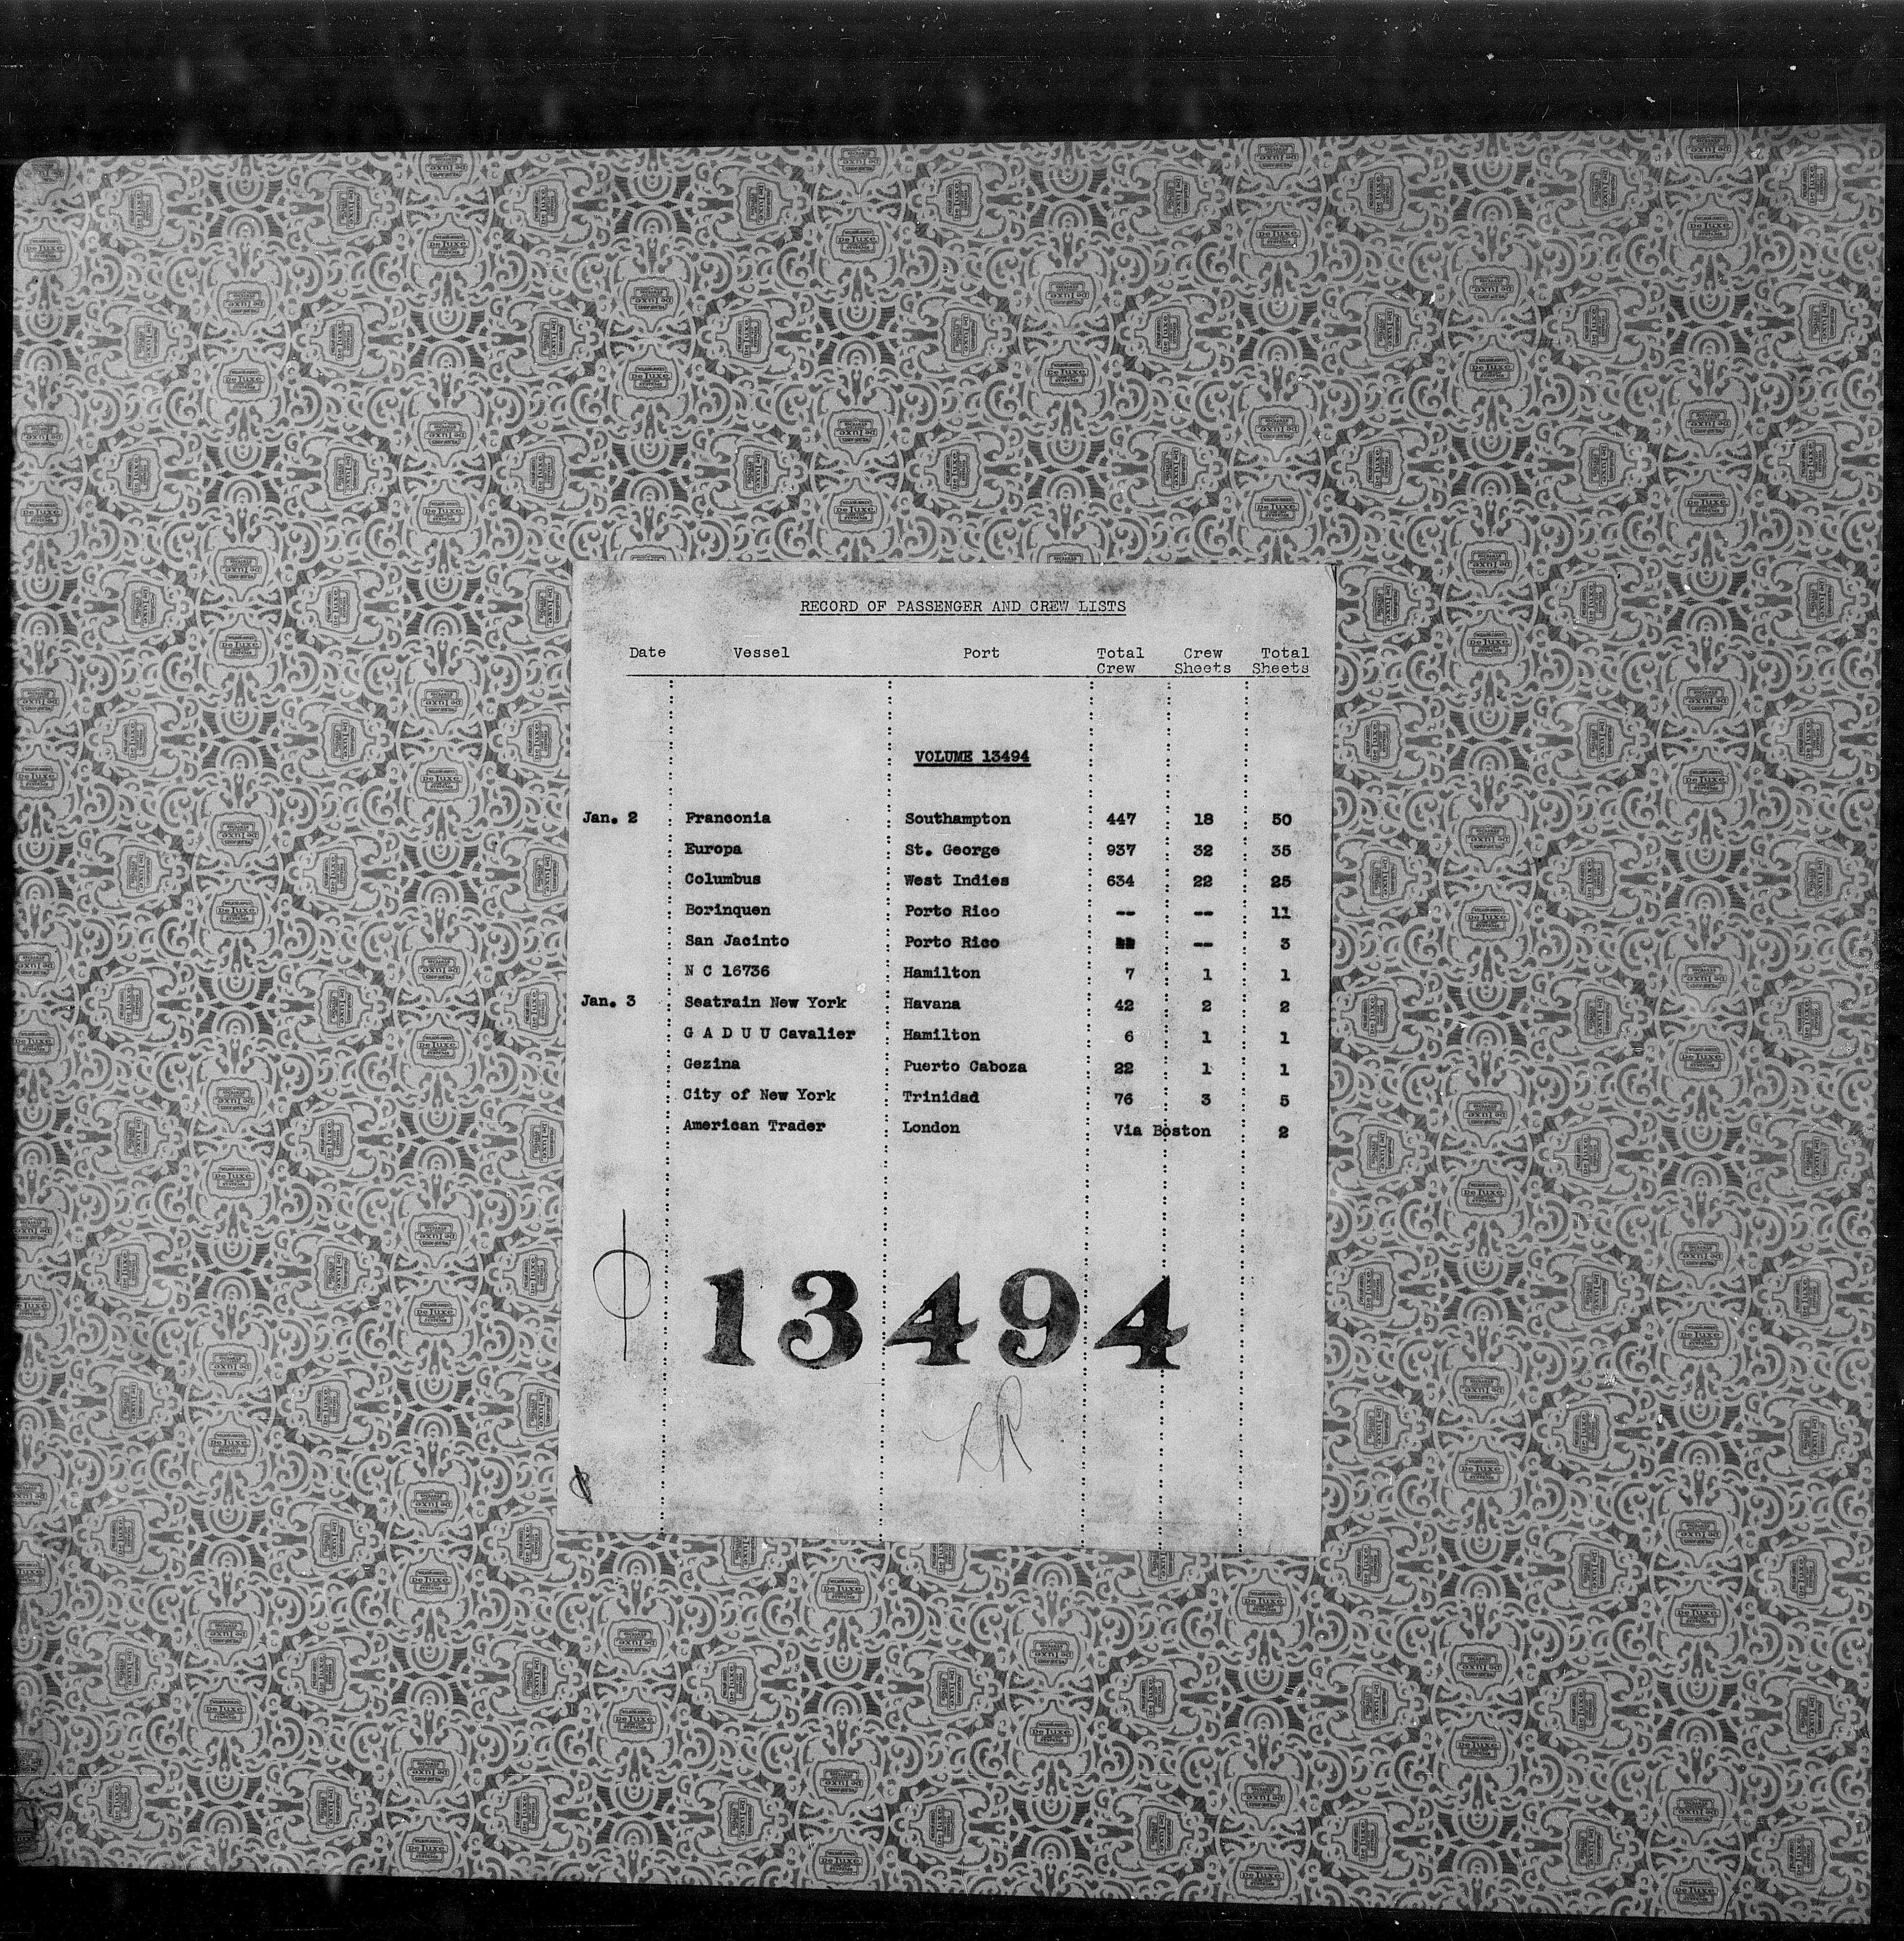 RECORD OF PASSENGER AND CREW LISTS
Date Vessel Port Total Crew Crew Sheets Total Sheets
VOLUME 13494
Jan. 2 Franconia Southampton 447 18 50
Europa St. George 937 32 35
Columbus West Indies 634 22 25
Borinquen Porto Rico -- -- 11
San Jacinto Porto Rico -- 3
N C 16736 Hamilton 7 1 1
Jan. 3 Seatrain New York Havana 42 2 2
G A D U U Cavalier Hamilton 6 1 1
Gezina Puerto Caboza 22 1 1
City of New York Trinidad 76 3 5
American Trader London Via Boston 2
13494